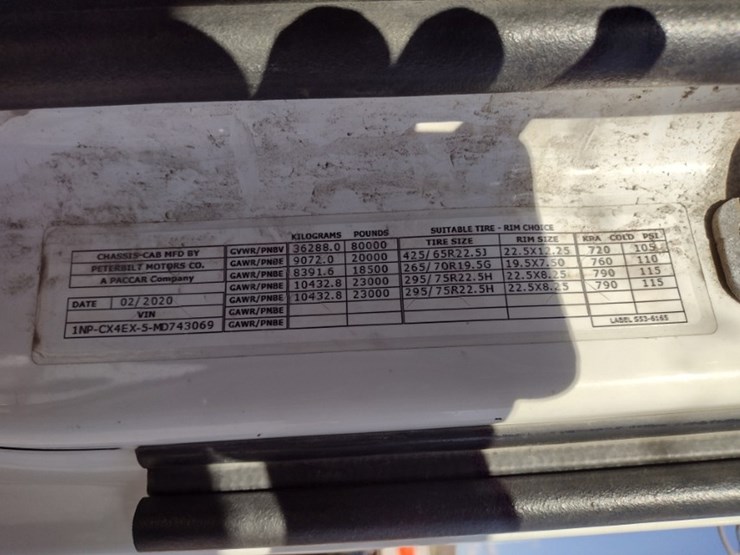 KILOGRAMS POUNDS SUITABLE TIRE - RIM CHOICE
CHASSIS-CAB MFD BY GVWR/PNBV 36288.0 80000 TIRE SIZE RIM SIZE KPA COLD PSI
PETERBILT MOTORS CO. GAWR/PNBE 9072.0 20000 425/65R22.5J 22.5X12.25 720 105
A PACCAR Company GAWR/PNBE 8391.6 18500 265/70R19.5G 19.5X7.50 760 110
GAWR/PNBE 10432.8 23000 295/75R22.5H 22.5X8.25 790 115
DATE 02/2020 GAWR/PNBE 10432.8 23000 295/75R22.5H 22.5X8.25 790 115
VIN GAWR/PNBE
1NP-CX4EX-5-MD743069 GAWR/PNBE LABEL S53-6165